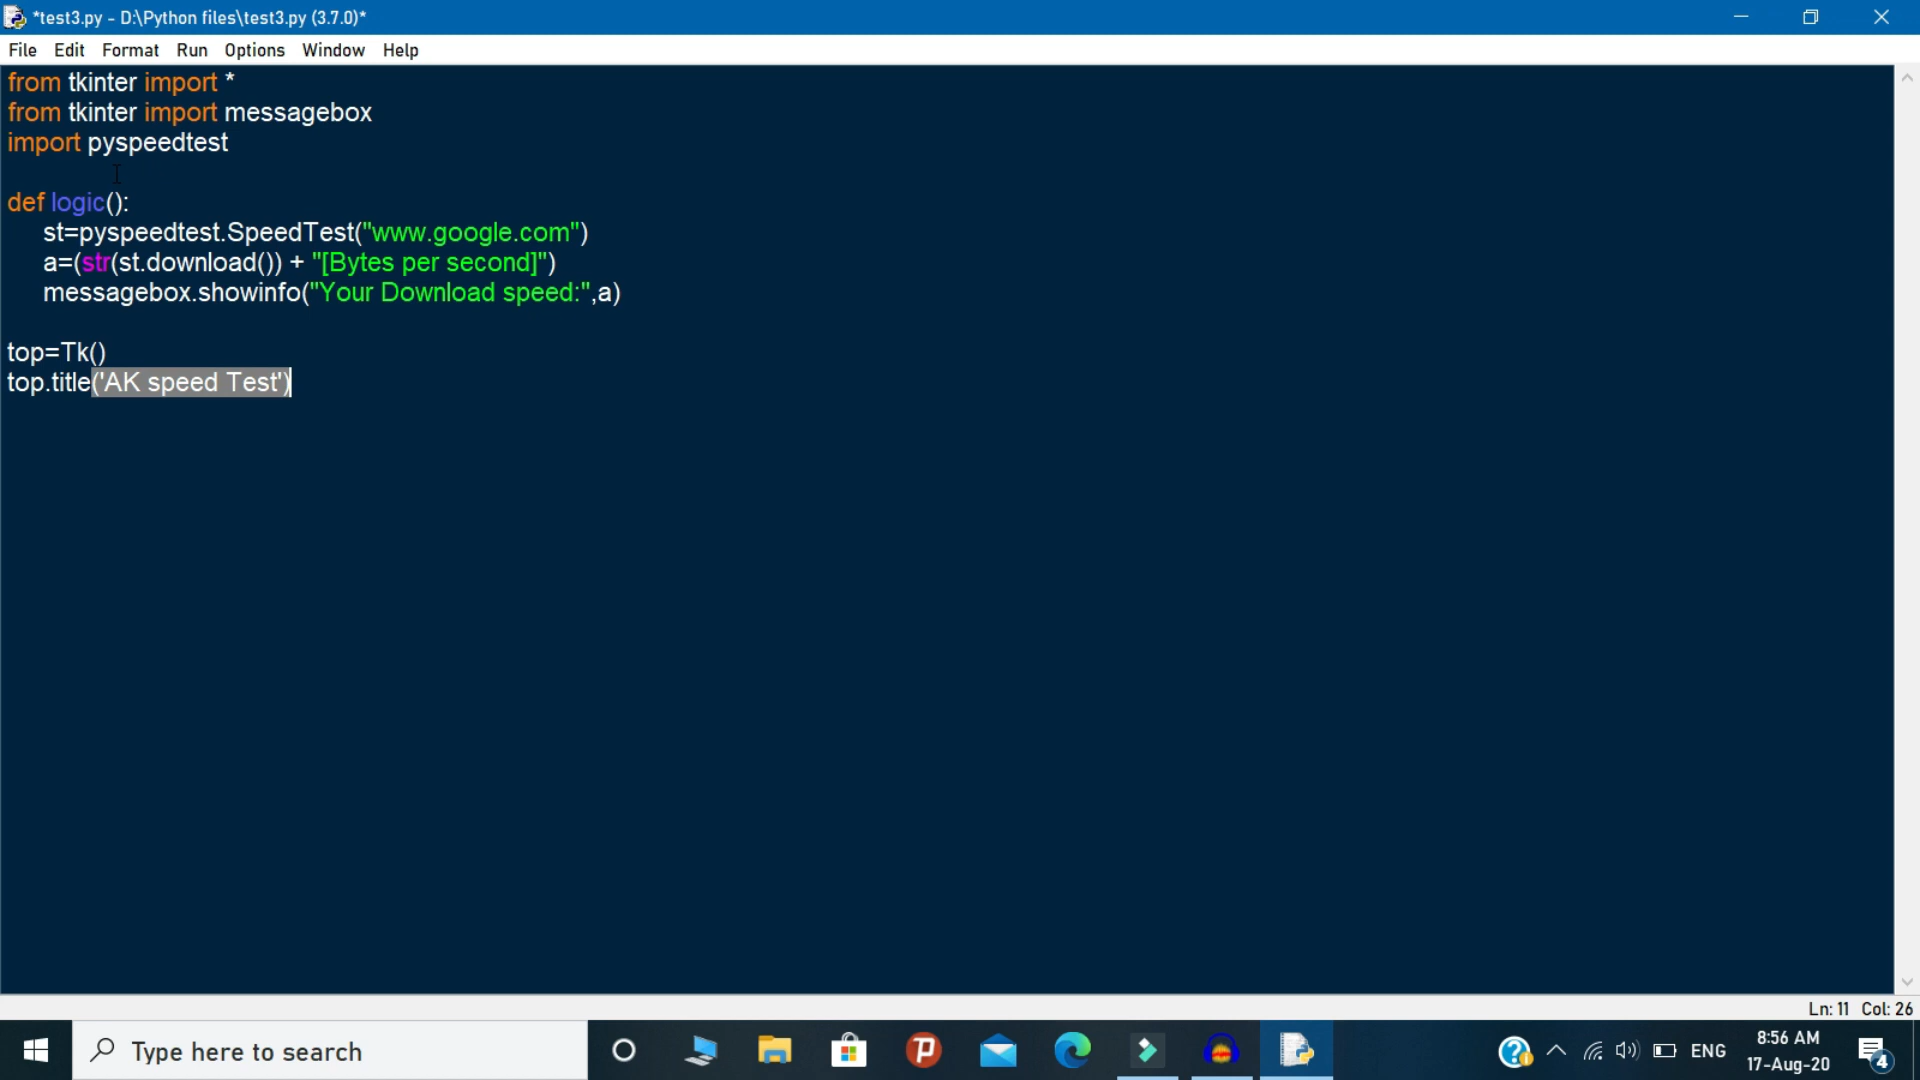 *test3.py - D:\Python files\test3.py (3.7.0)*
File Edit Format Run Options Window Help
from tkinter import *
from tkinter import messagebox
import pyspeedtest
def logic():
st=pyspeedtest.SpeedTest("www.google.com")
a=(str(st.download()) + "[Bytes per second]")
messagebox.showinfo("Your Download speed:",a)
top=Tk()
top.title('AK speed Test')
Ln: 11 Col: 26
Type here to search
ENG
8:56 AM
17-Aug-20
4